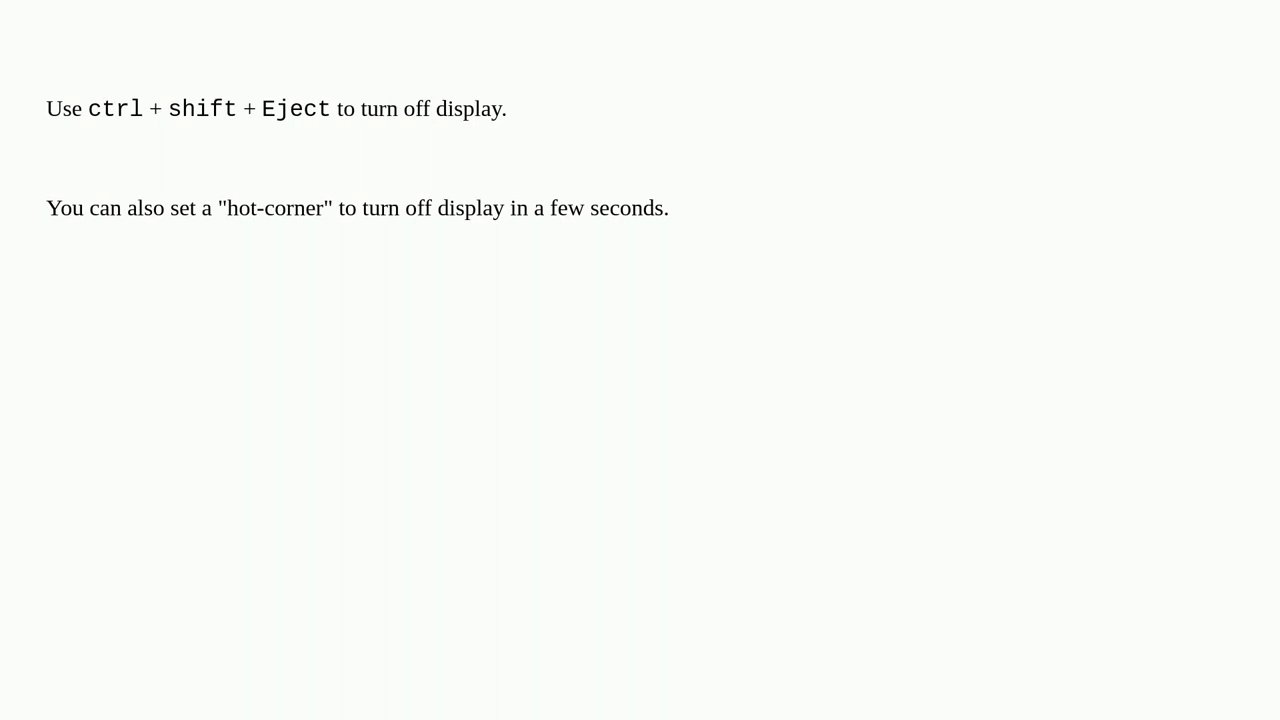 Use ctrl + shift + Eject to turn off display.
You can also set a "hot-corner" to turn off display in a few seconds.